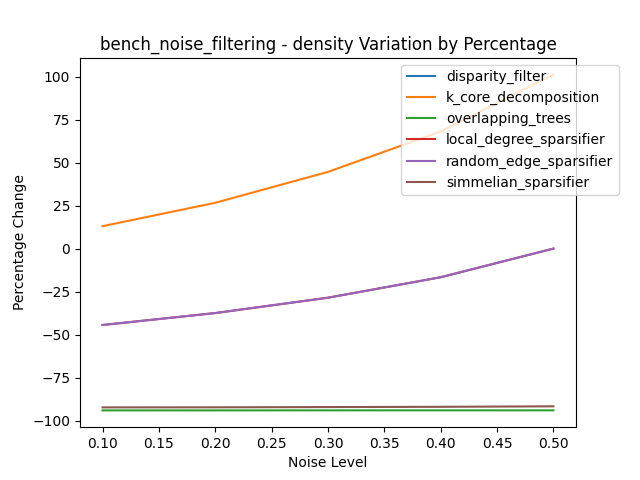 bench_noise_filtering - density Variation by Percentage
disparity_filter
k_core_decomposition
overlapping_trees
local_degree_sparsifier
random_edge_sparsifier
simmelian_sparsifier
Percentage Change
100
75
50
25
0
−25
−50
−75
−100
0.10 0.15 0.20 0.25 0.30 0.35 0.40 0.45 0.50
Noise Level